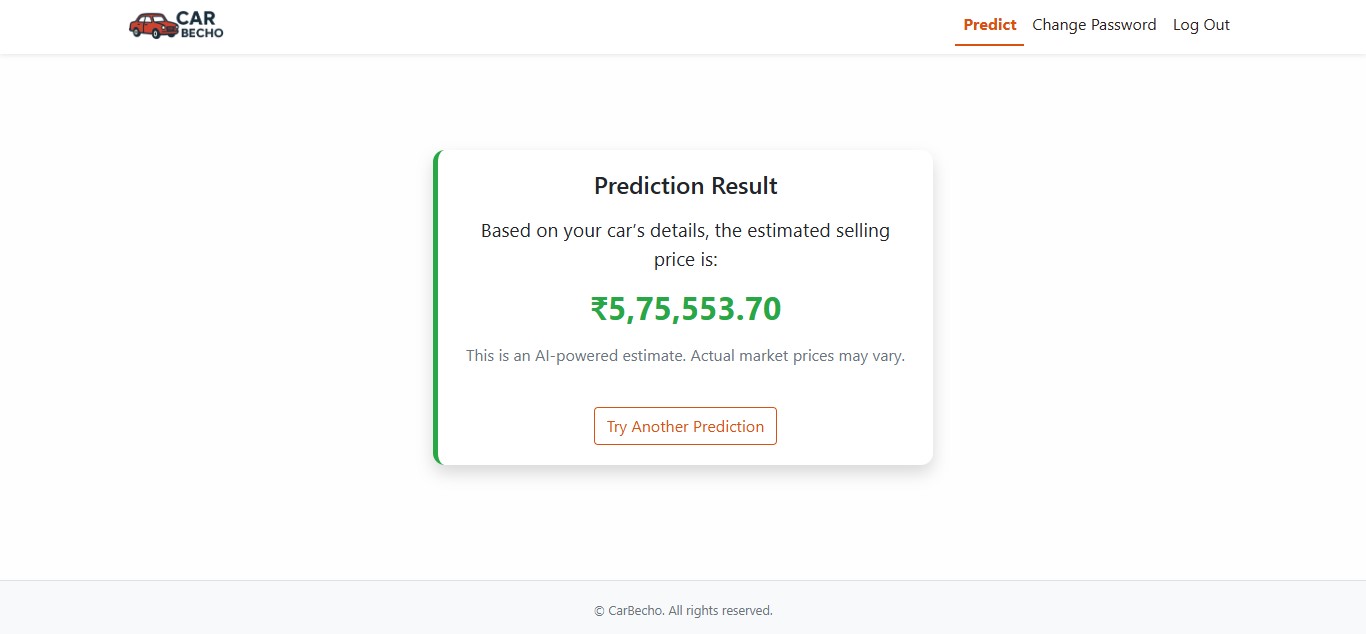 CAR
BECHO
Predict Change Password Log Out
Prediction Result
Based on your car’s details, the estimated selling
price is:
₹5,75,553.70
This is an AI-powered estimate. Actual market prices may vary.
Try Another Prediction
© CarBecho. All rights reserved.